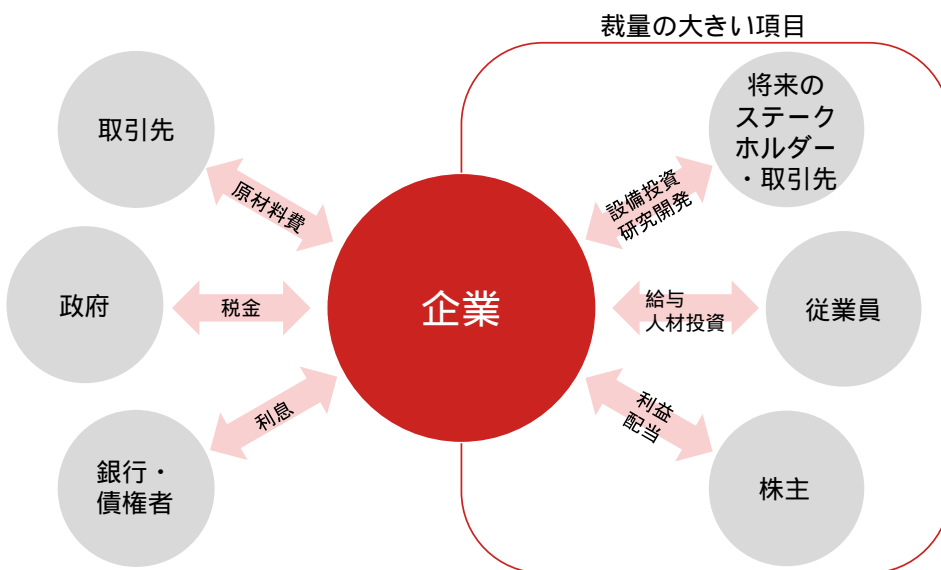 裁量の大きい項目
取引先
原材料費
政府
税金
銀行・
債権者
利息
企業
将来の
ステーク
ホルダー
・取引先
設備投資
研究開発
従業員
給与
人材投資
株主
利益
配当